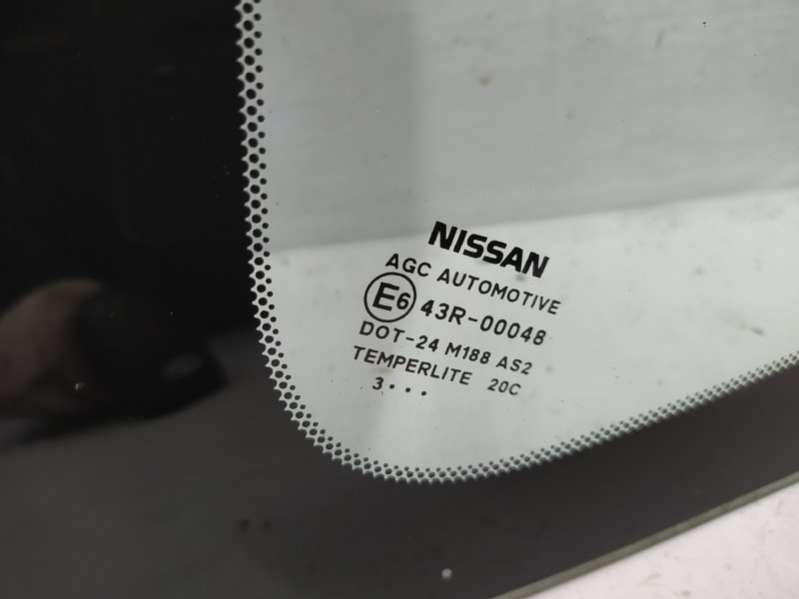 NISSAN
AGC AUTOMOTIVE
E6 43R-00048
DOT-24 M188 AS2
TEMPERLITE 20C
3•••